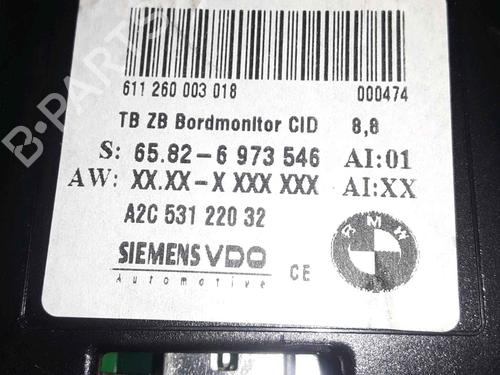 611 260 003 018 000474
TB ZB Bordmonitor CID 8,8
S: 65.82-6 973 546 AI:01
AW: XX.XX-X XXX XXX AI:XX
A2C 531 220 32
BMW
SIEMENS VDO
Automotive
CE
B-PARTS